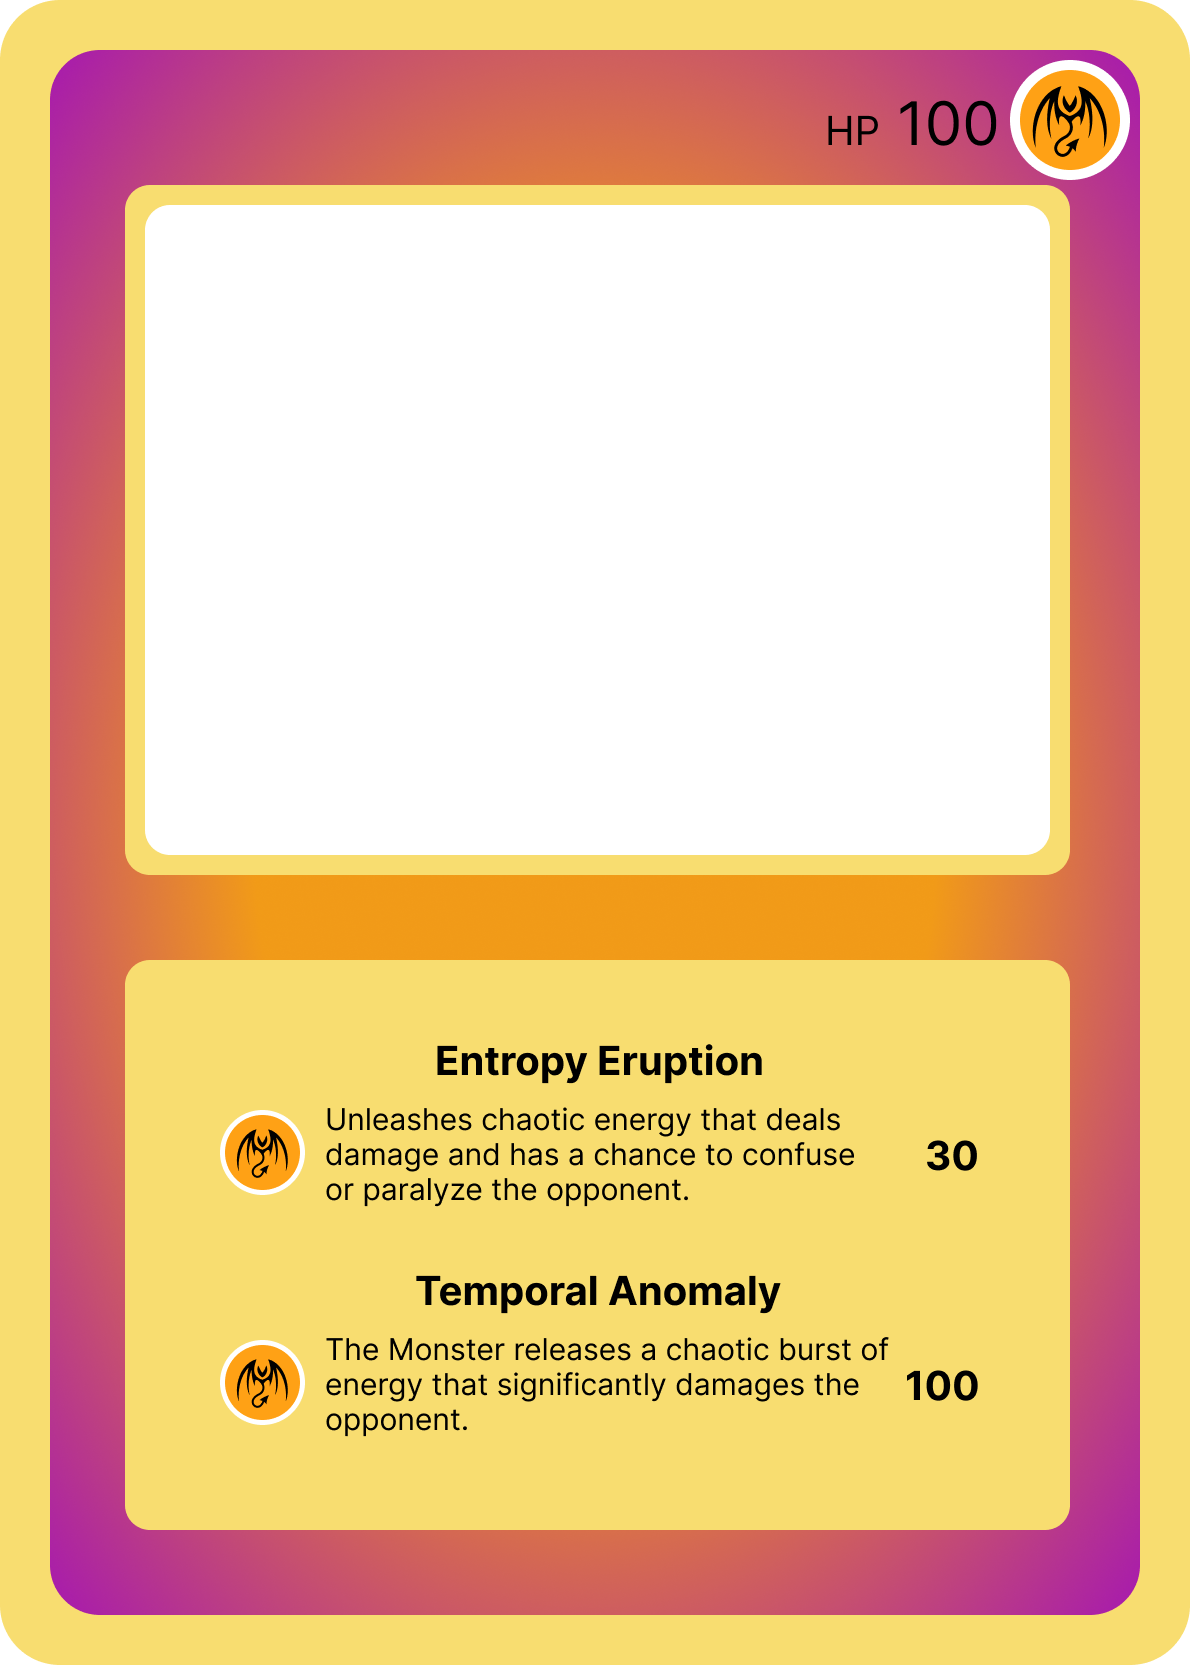 HP 100
Entropy Eruption
Unleashes chaotic energy that deals
damage and has a chance to confuse
or paralyze the opponent.
30
Temporal Anomaly
The Monster releases a chaotic burst of
energy that significantly damages the
opponent.
100